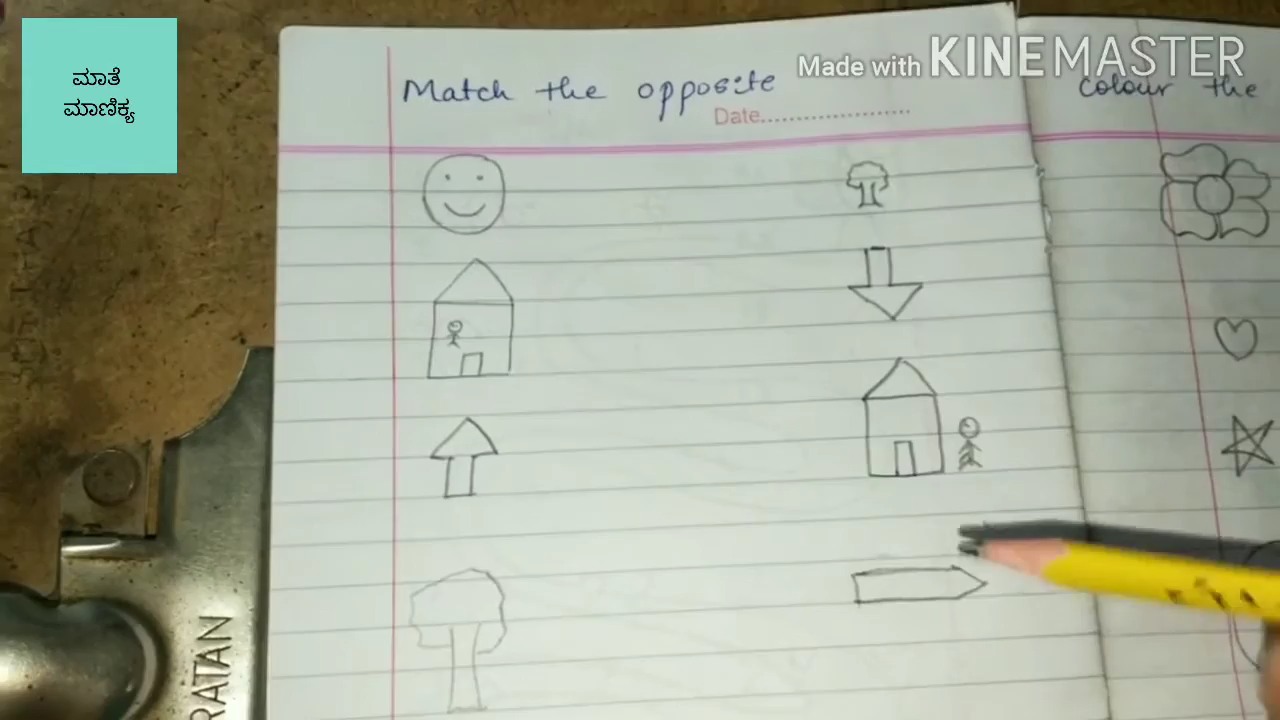 ಮಾತೆ
ಮಾಣಿಕ್ಯ
Made with KINEMASTER
Match the opposite
Date....................
colour the
RATAN